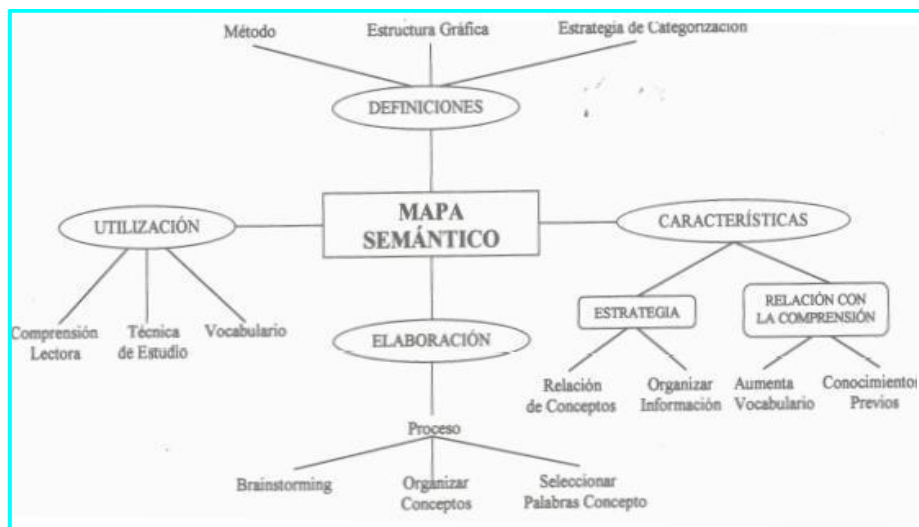 Método
Estructura Gráfica
Estrategia de Categorización
DEFINICIONES
UTILIZACIÓN
MAPA
SEMÁNTICO
CARACTERÍSTICAS
Comprensión
Lectora
Técnica
de Estudio
Vocabulario
ELABORACIÓN
ESTRATEGIA
RELACIÓN CON
LA COMPRENSIÓN
Relación
de Conceptos
Organizar
Información
Aumenta
Vocabulario
Conocimientos
Previos
Proceso
Brainstorming
Organizar
Conceptos
Seleccionar
Palabras Concepto